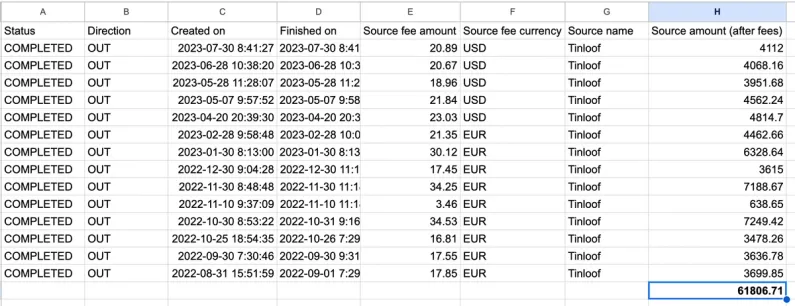 A B C D E F G H
Status Direction Created on Finished on Source fee amount Source fee currency Source name Source amount (after fees)
COMPLETED OUT 2023-07-30 8:41:27 2023-07-30 8:41 20.89 USD Tinloof 4112
COMPLETED OUT 2023-06-28 10:38:20 2023-06-28 10:3 20.67 USD Tinloof 4068.16
COMPLETED OUT 2023-05-28 11:28:07 2023-05-28 11:2 18.96 USD Tinloof 3951.68
COMPLETED OUT 2023-05-07 9:57:52 2023-05-07 9:58 21.84 USD Tinloof 4562.24
COMPLETED OUT 2023-04-20 20:39:30 2023-04-20 20:3 23.03 USD Tinloof 4814.7
COMPLETED OUT 2023-02-28 9:58:48 2023-02-28 10:0 21.35 EUR Tinloof 4462.66
COMPLETED OUT 2023-01-30 8:13:00 2023-01-30 8:13 30.12 EUR Tinloof 6328.64
COMPLETED OUT 2022-12-30 9:04:28 2022-12-30 11:1 17.45 EUR Tinloof 3615
COMPLETED OUT 2022-11-30 8:48:48 2022-11-30 11:1 34.25 EUR Tinloof 7188.67
COMPLETED OUT 2022-11-10 9:37:09 2022-11-10 11:1 3.46 EUR Tinloof 638.65
COMPLETED OUT 2022-10-30 8:53:22 2022-10-31 9:16 34.53 EUR Tinloof 7249.42
COMPLETED OUT 2022-10-25 18:54:35 2022-10-26 7:29 16.81 EUR Tinloof 3478.26
COMPLETED OUT 2022-09-30 7:30:46 2022-09-30 9:31 17.55 EUR Tinloof 3636.78
COMPLETED OUT 2022-08-31 15:51:59 2022-09-01 7:29 17.85 EUR Tinloof 3699.85
61806.71